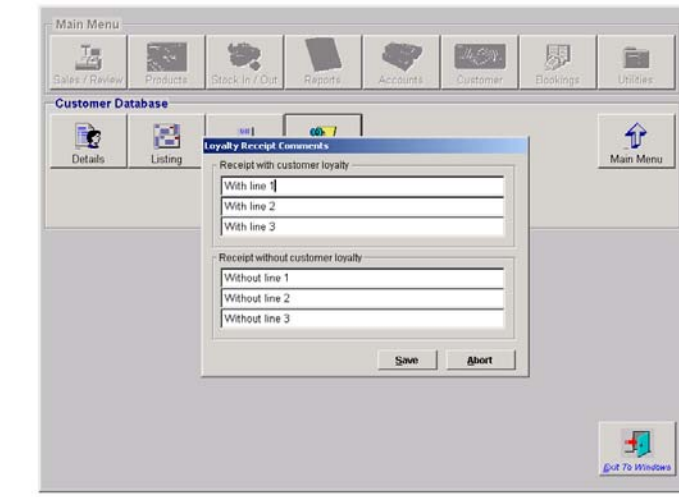 Main Menu
Sales / Review Products Stock In / Out Reports Accounts Customer Bookings Utilities
Customer Database
Details Listing Main Menu
Loyalty Receipt Comments
Receipt with customer loyalty
With line 1
With line 2
With line 3
Receipt without customer loyalty
Without line 1
Without line 2
Without line 3
Save Abort
Exit To Windows